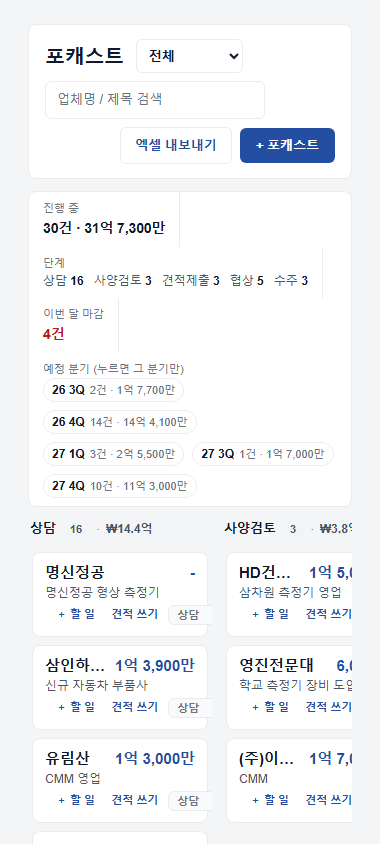 포캐스트 전체
업체명 / 제목 검색
엑셀 내보내기 + 포캐스트
진행 중
30건 · 31억 7,300만
단계
상담 16 사양검토 3 견적제출 3 협상 5 수주 3
이번 달 마감
4건
예정 분기 (누르면 그 분기만)
26 3Q 2건 · 1억 7,700만
26 4Q 14건 · 14억 4,100만
27 1Q 3건 · 2억 5,500만 27 3Q 1건 · 1억 7,000만
27 4Q 10건 · 11억 3,000만
상담 16 · ₩14.4억 사양검토 3 · ₩3.8억
명신정공 - HD건... 1억 5,0
명신정공 형상 측정기 삼차원 측정기 영업
+ 할 일 견적 쓰기 상담 + 할 일 견적 쓰기
삼인하... 1억 3,900만 영진전문대 6,0
신규 자동차 부품사 학교 측정기 장비 도입
+ 할 일 견적 쓰기 상담 + 할 일 견적 쓰기
유림산 1억 3,000만 (주)이... 1억 7,0
CMM 영업 CMM
+ 할 일 견적 쓰기 상담 + 할 일 견적 쓰기